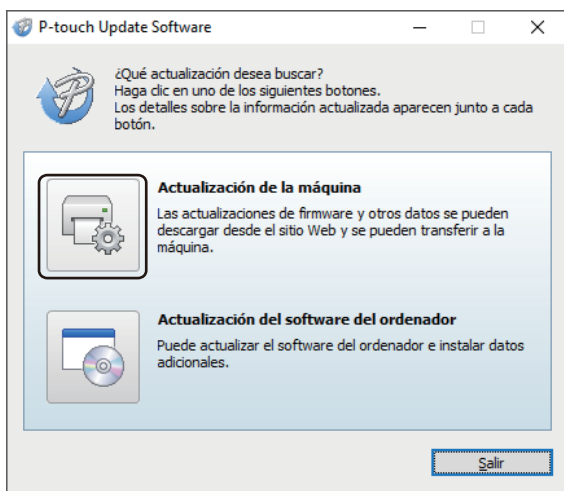 P-touch Update Software
¿Qué actualización desea buscar?
Haga clic en uno de los siguientes botones.
Los detalles sobre la información actualizada aparecen junto a cada
botón.
Actualización de la máquina
Las actualizaciones de firmware y otros datos se pueden
descargar desde el sitio Web y se pueden transferir a la
máquina.
Actualización del software del ordenador
Puede actualizar el software del ordenador e instalar datos
adicionales.
Salir